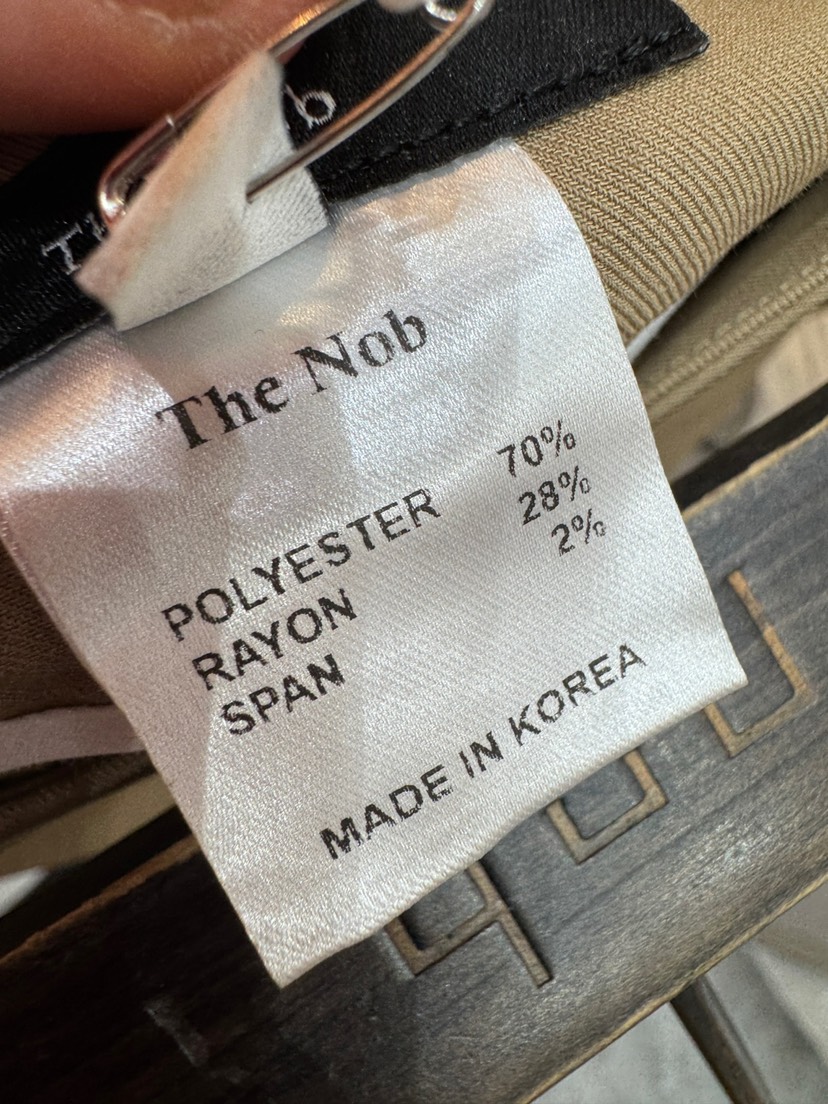 The Nob
POLYESTER 70%
RAYON 28%
SPAN 2%
MADE IN KOREA